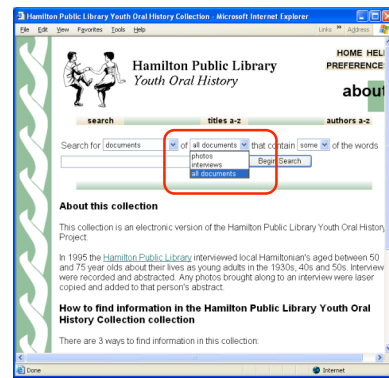 Hamilton Public Library Youth Oral History Collection - Microsoft Internet Explorer
File Edit View Favorites Tools Help Links » Address
Hamilton Public Library
Youth Oral History
HOME HEL
PREFERENCE
about
search titles a-z authors a-z
Search for documents of all documents that contain some of the words
photos
interviews
all documents
Begin Search
About this collection
This collection is an electronic version of the Hamilton Public Library Youth Oral History
Project.
In 1995 the Hamilton Public Library interviewed local Hamiltonian's aged between 50
and 75 year olds about their lives as young adults in the 1930s, 40s and 50s. Interview
were recorded and abstracted. Any photos brought along to an interview were laser
copied and added to that person's abstract.
How to find information in the Hamilton Public Library Youth Oral
History Collection collection
There are 3 ways to find information in this collection:
Done Internet